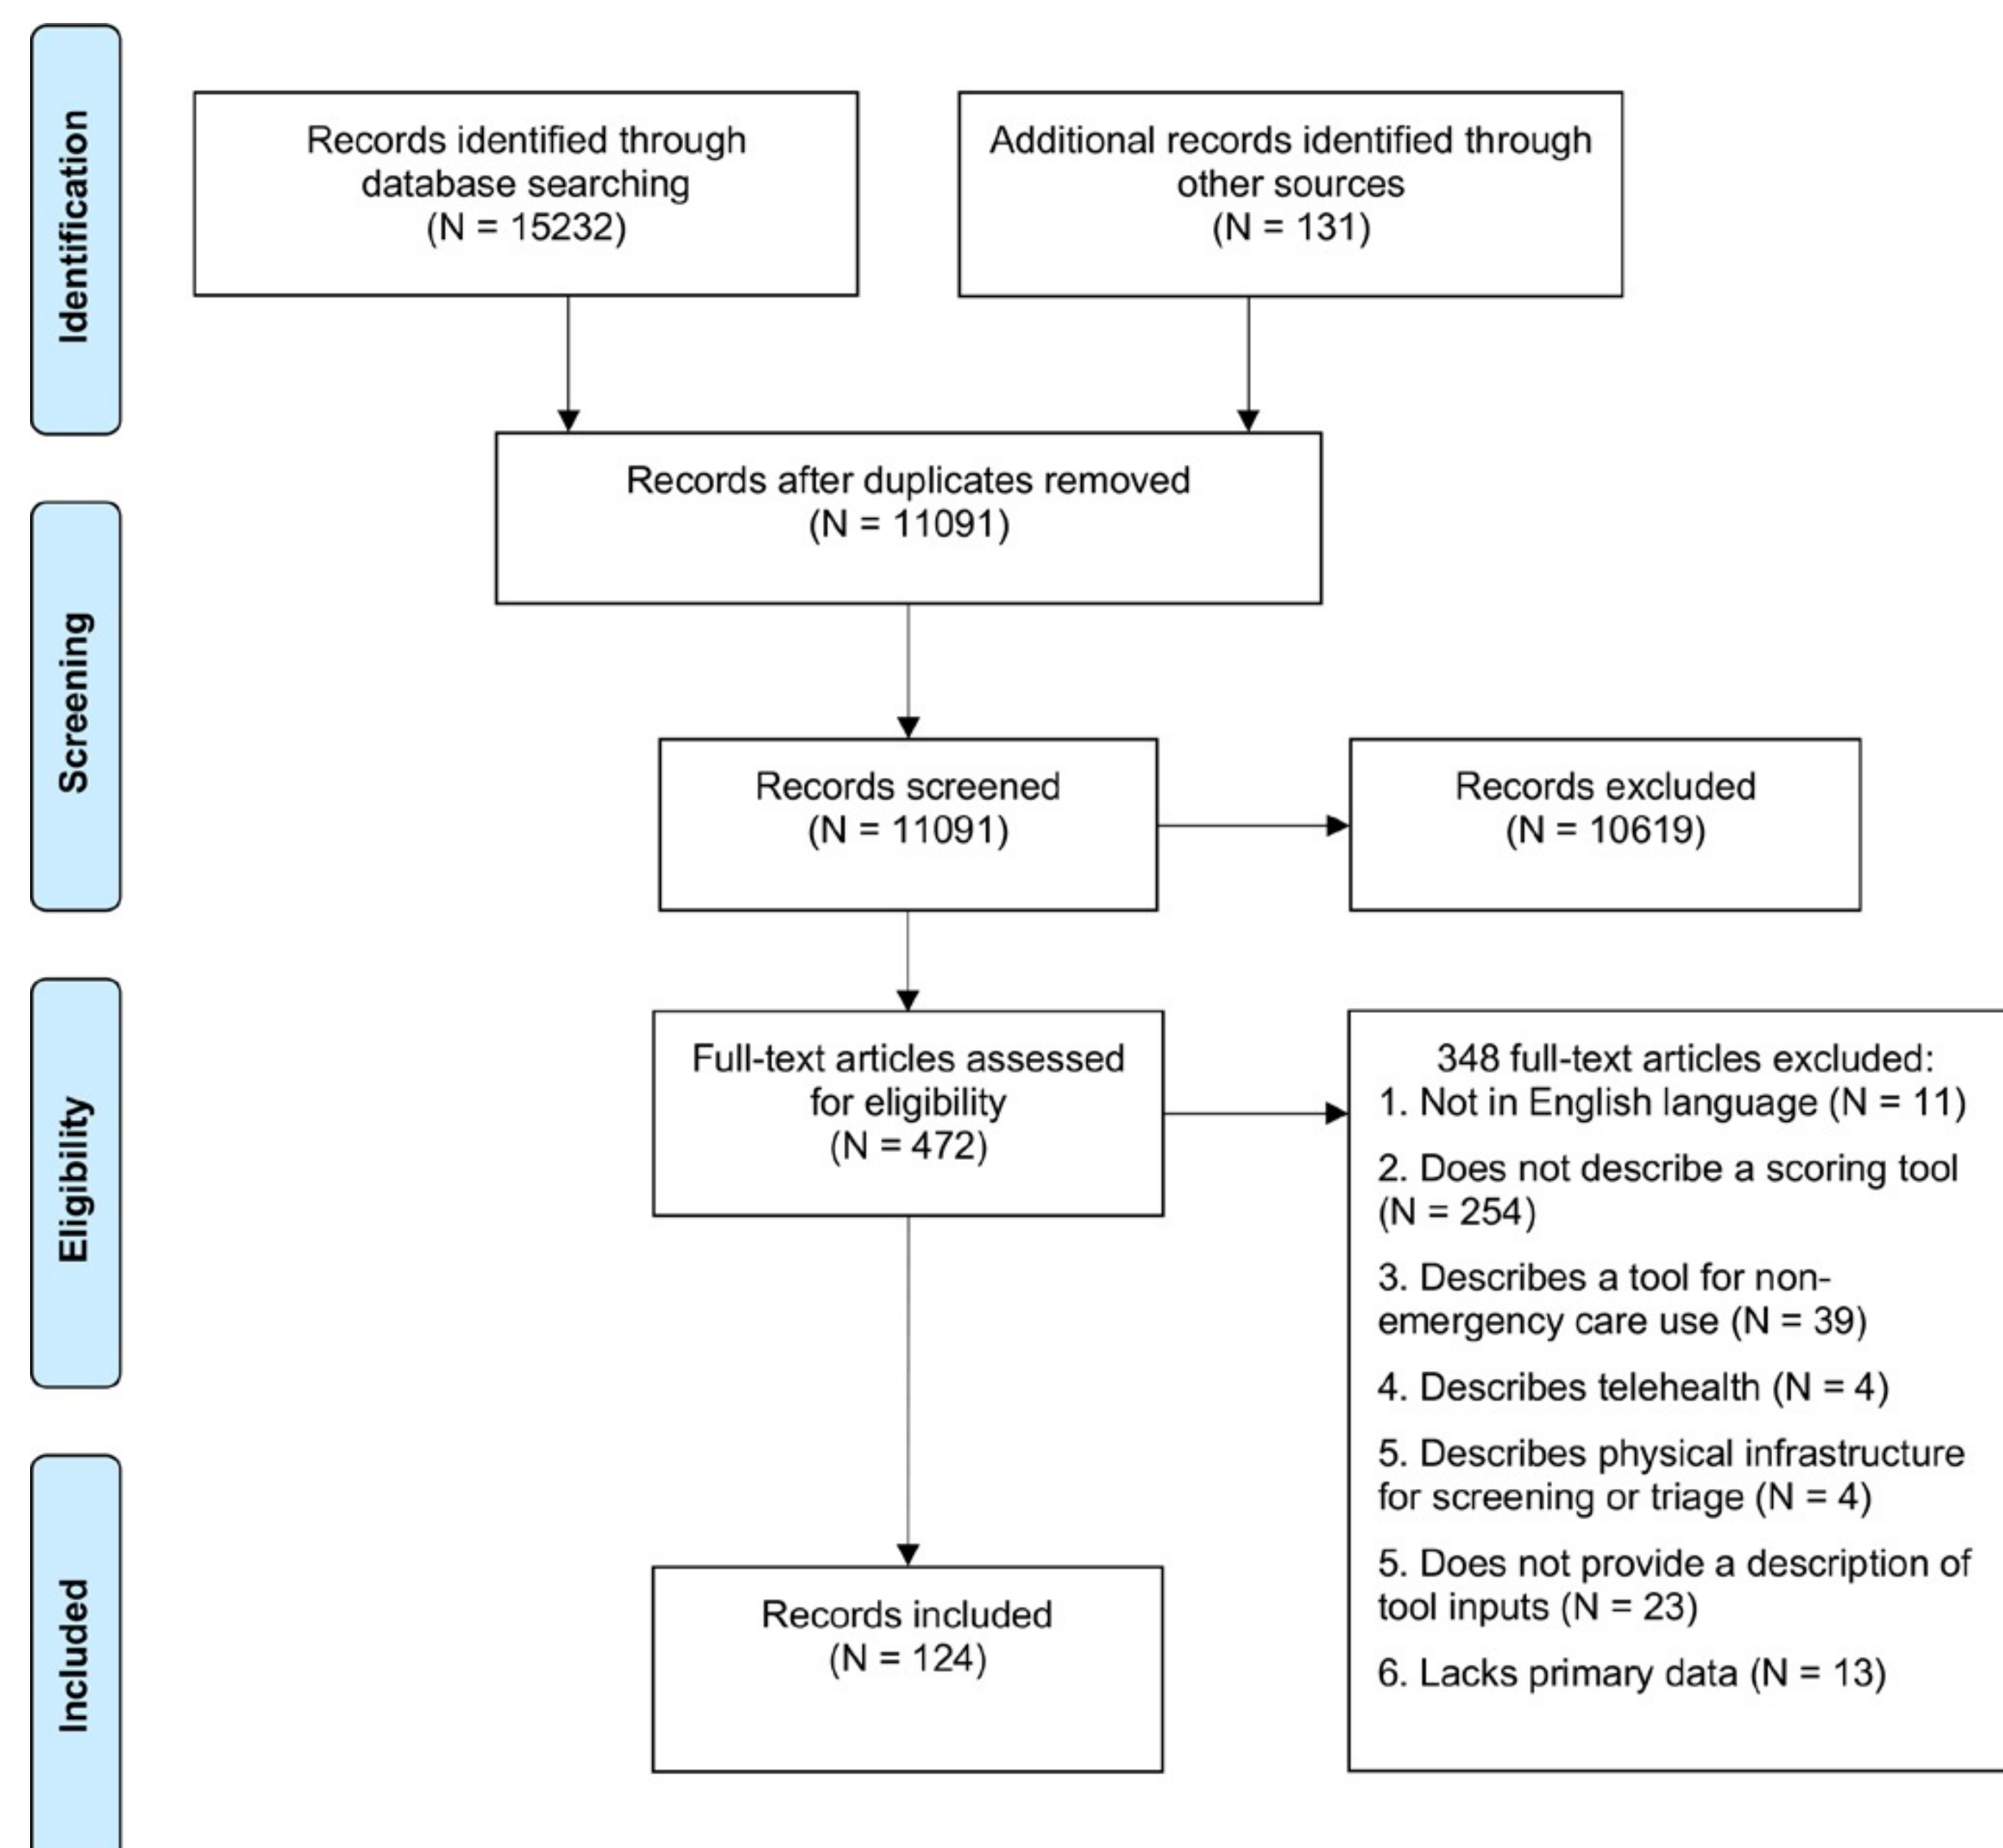 Identification
Records identified through
database searching
(N = 15232)
Additional records identified through
other sources
(N = 131)
Records after duplicates removed
(N = 11091)
Screening
Records screened
(N = 11091)
Records excluded
(N = 10619)
Eligibility
Full-text articles assessed
for eligibility
(N = 472)
348 full-text articles excluded:
1. Not in English language (N = 11)
2. Does not describe a scoring tool
(N = 254)
3. Describes a tool for non-
emergency care use (N = 39)
4. Describes telehealth (N = 4)
5. Describes physical infrastructure
for screening or triage (N = 4)
5. Does not provide a description of
tool inputs (N = 23)
6. Lacks primary data (N = 13)
Included
Records included
(N = 124)